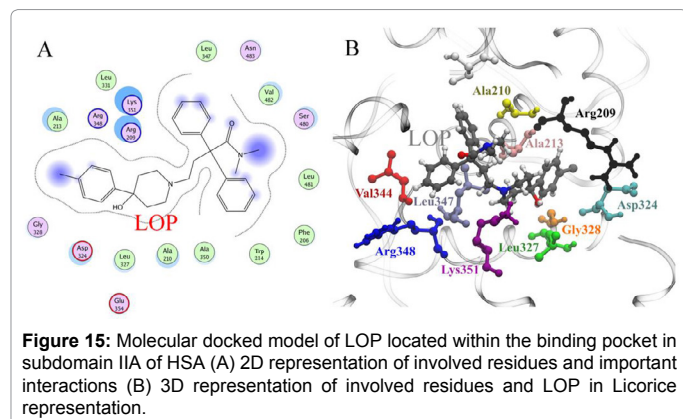 A
Leu 347
Asn 483
Leu 331
Lys 351
Val 482
Ala 213
Arg 348
Arg 209
Ser 480
O
N
N
HO
LOP
Leu 481
Gly 328
Asp 324
Leu 327
Ala 210
Ala 350
Trp 214
Phe 206
Glu 354
B
Ala210
Arg209
LOP
Ala213
Val344
Leu347
Asp324
Gly328
Arg348
Leu327
Lys351
Figure 15: Molecular docked model of LOP located within the binding pocket in
subdomain IIA of HSA (A) 2D representation of involved residues and important
interactions (B) 3D representation of involved residues and LOP in Licorice
representation.